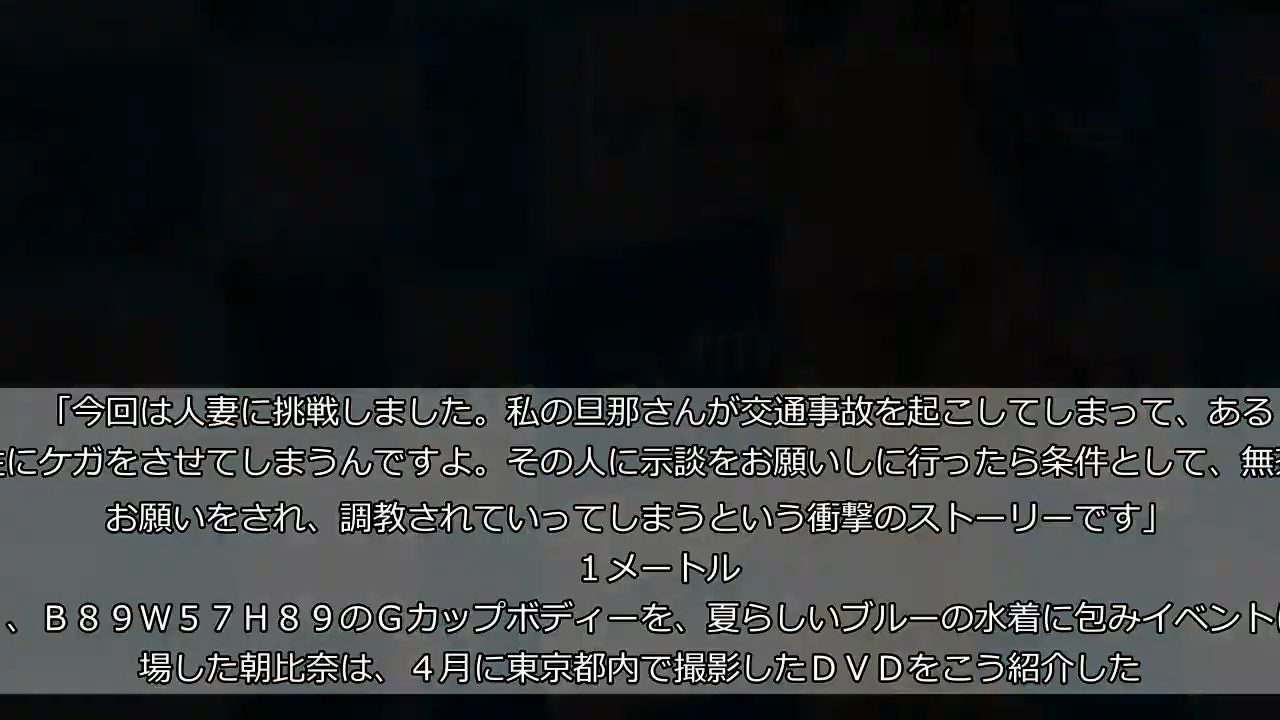 「今回は人妻に挑戦しました。私の旦那さんが交通事故を起こしてしまって、ある
にケガをさせてしまうんですよ。その人に示談をお願いしに行ったら条件として、無
お願いをされ、調教されていってしまうという衝撃のストーリーです」
１メートル
、Ｂ８９Ｗ５７Ｈ８９のＧカップボディーを、夏らしいブルーの水着に包みイベント
場した朝比奈は、４月に東京都内で撮影したＤＶＤをこう紹介した